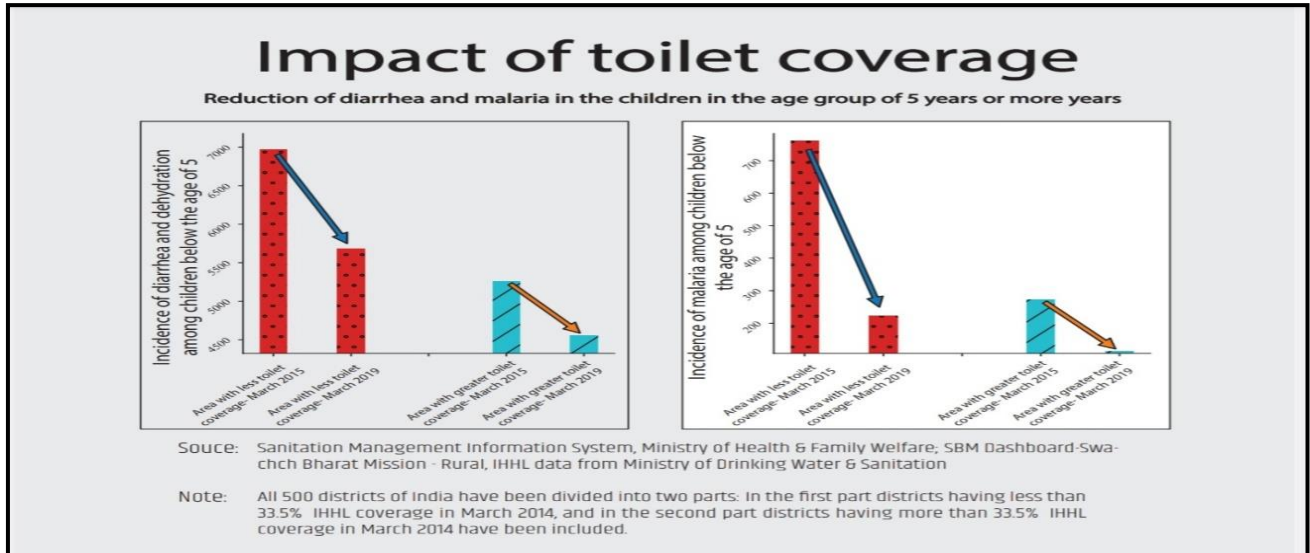 Impact of toilet coverage
Reduction of diarrhea and malaria in the children in the age group of 5 years or more years
Incidence of diarrhea and dehydration
among children below the age of 5
7000
6500
6000
5500
5000
4500
Area with less toilet
coverage- March 2015
Area with less toilet
coverage- March 2019
Area with greater toilet
coverage- March 2015
Area with greater toilet
coverage- March 2019
Incidence of malaria among children below
the age of 5
700
600
500
400
300
200
Area with less toilet
coverage- March 2015
Area with less toilet
coverage- March 2019
Area with greater toilet
coverage- March 2015
Area with greater toilet
coverage- March 2019
Souce: Sanitation Management Information System, Ministry of Health & Family Welfare; SBM Dashboard-Swa-
chch Bharat Mission - Rural, IHHL data from Ministry of Drinking Water & Sanitation
Note: All 500 districts of India have been divided into two parts: In the first part districts having less than
33.5% IHHL coverage in March 2014, and in the second part districts having more than 33.5% IHHL
coverage in March 2014 have been included.